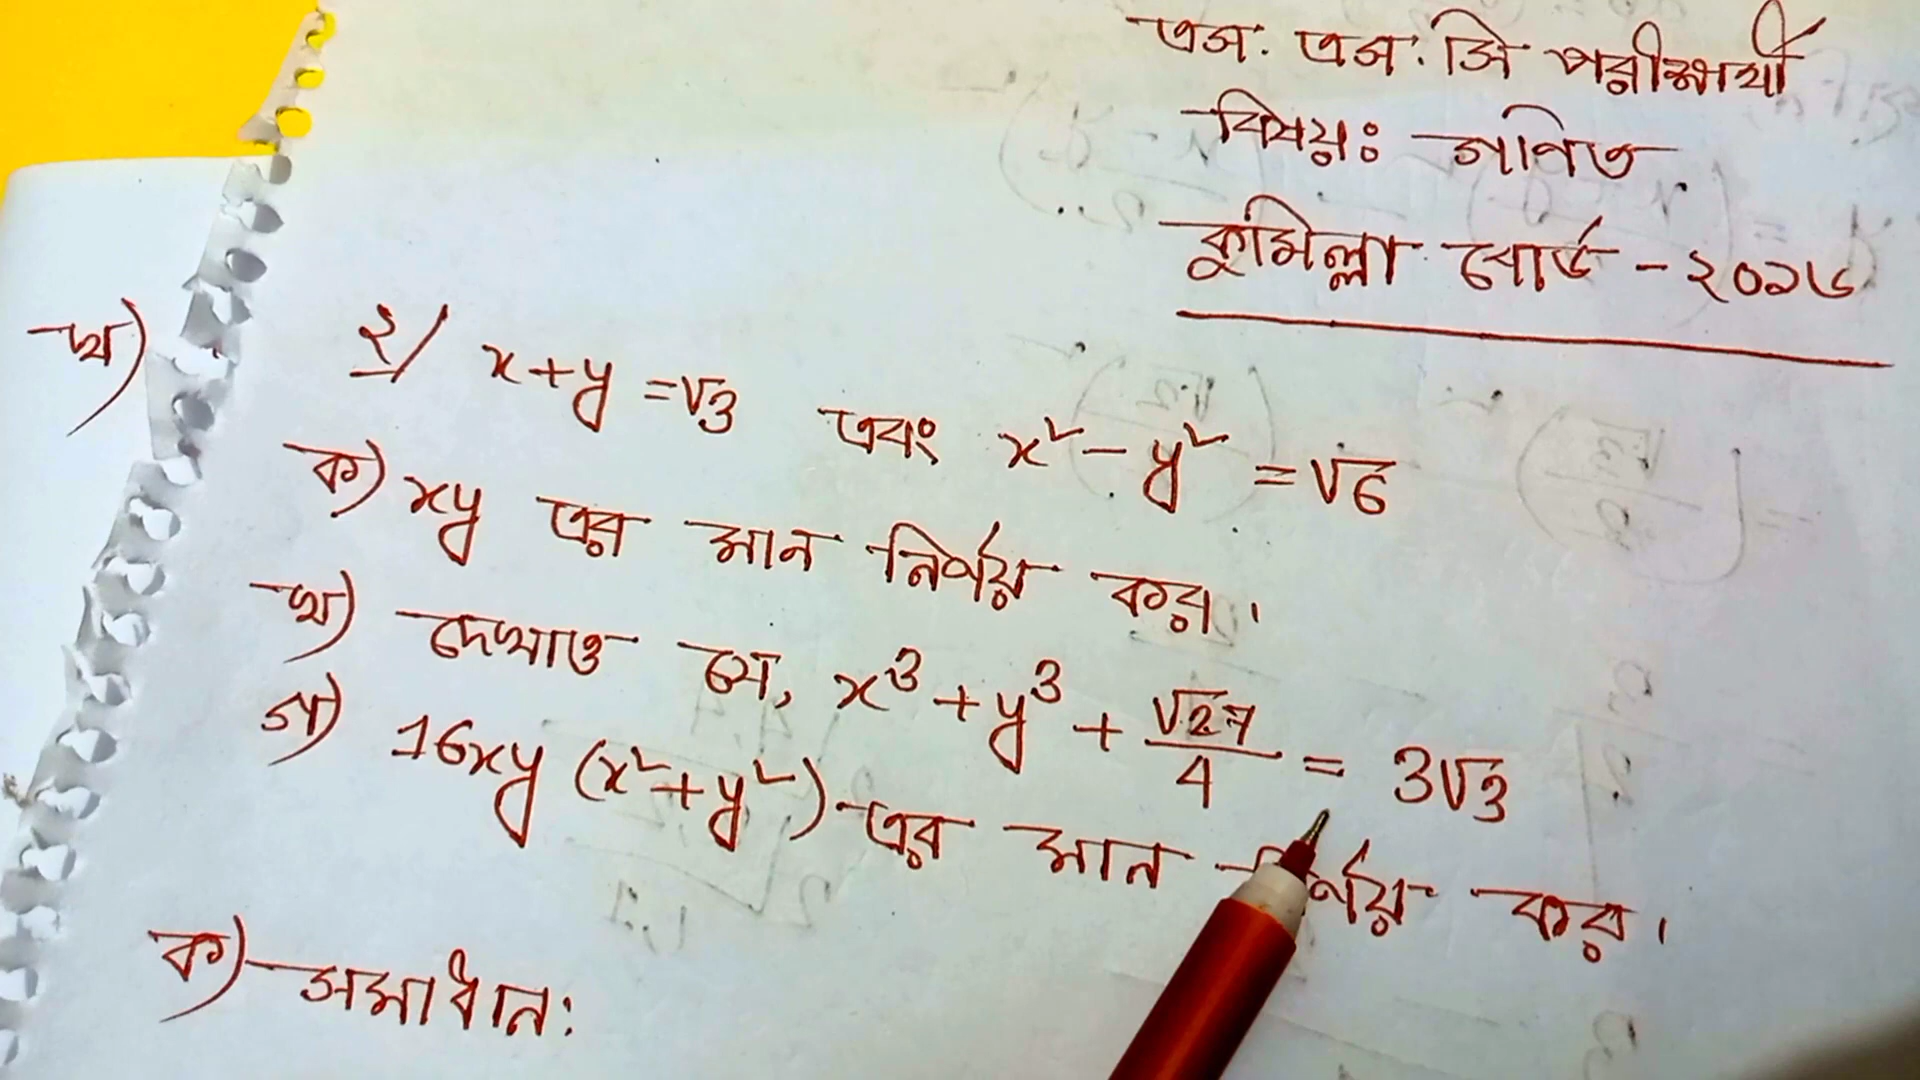 এস. এস. সি পরীক্ষার্থী
বিষয়ঃ গণিত
কুমিল্লা বোর্ড - ২০১৬
খ)
২/ x+y =√3 এবং x² - y² = √6
ক) xy এর মান নির্ণয় কর।
খ) দেখাও যে, x³ + y³ + √27/4 = 3√3
গ) 16xy (x²+y²) এর মান নির্ণয় কর।
ক) সমাধান: